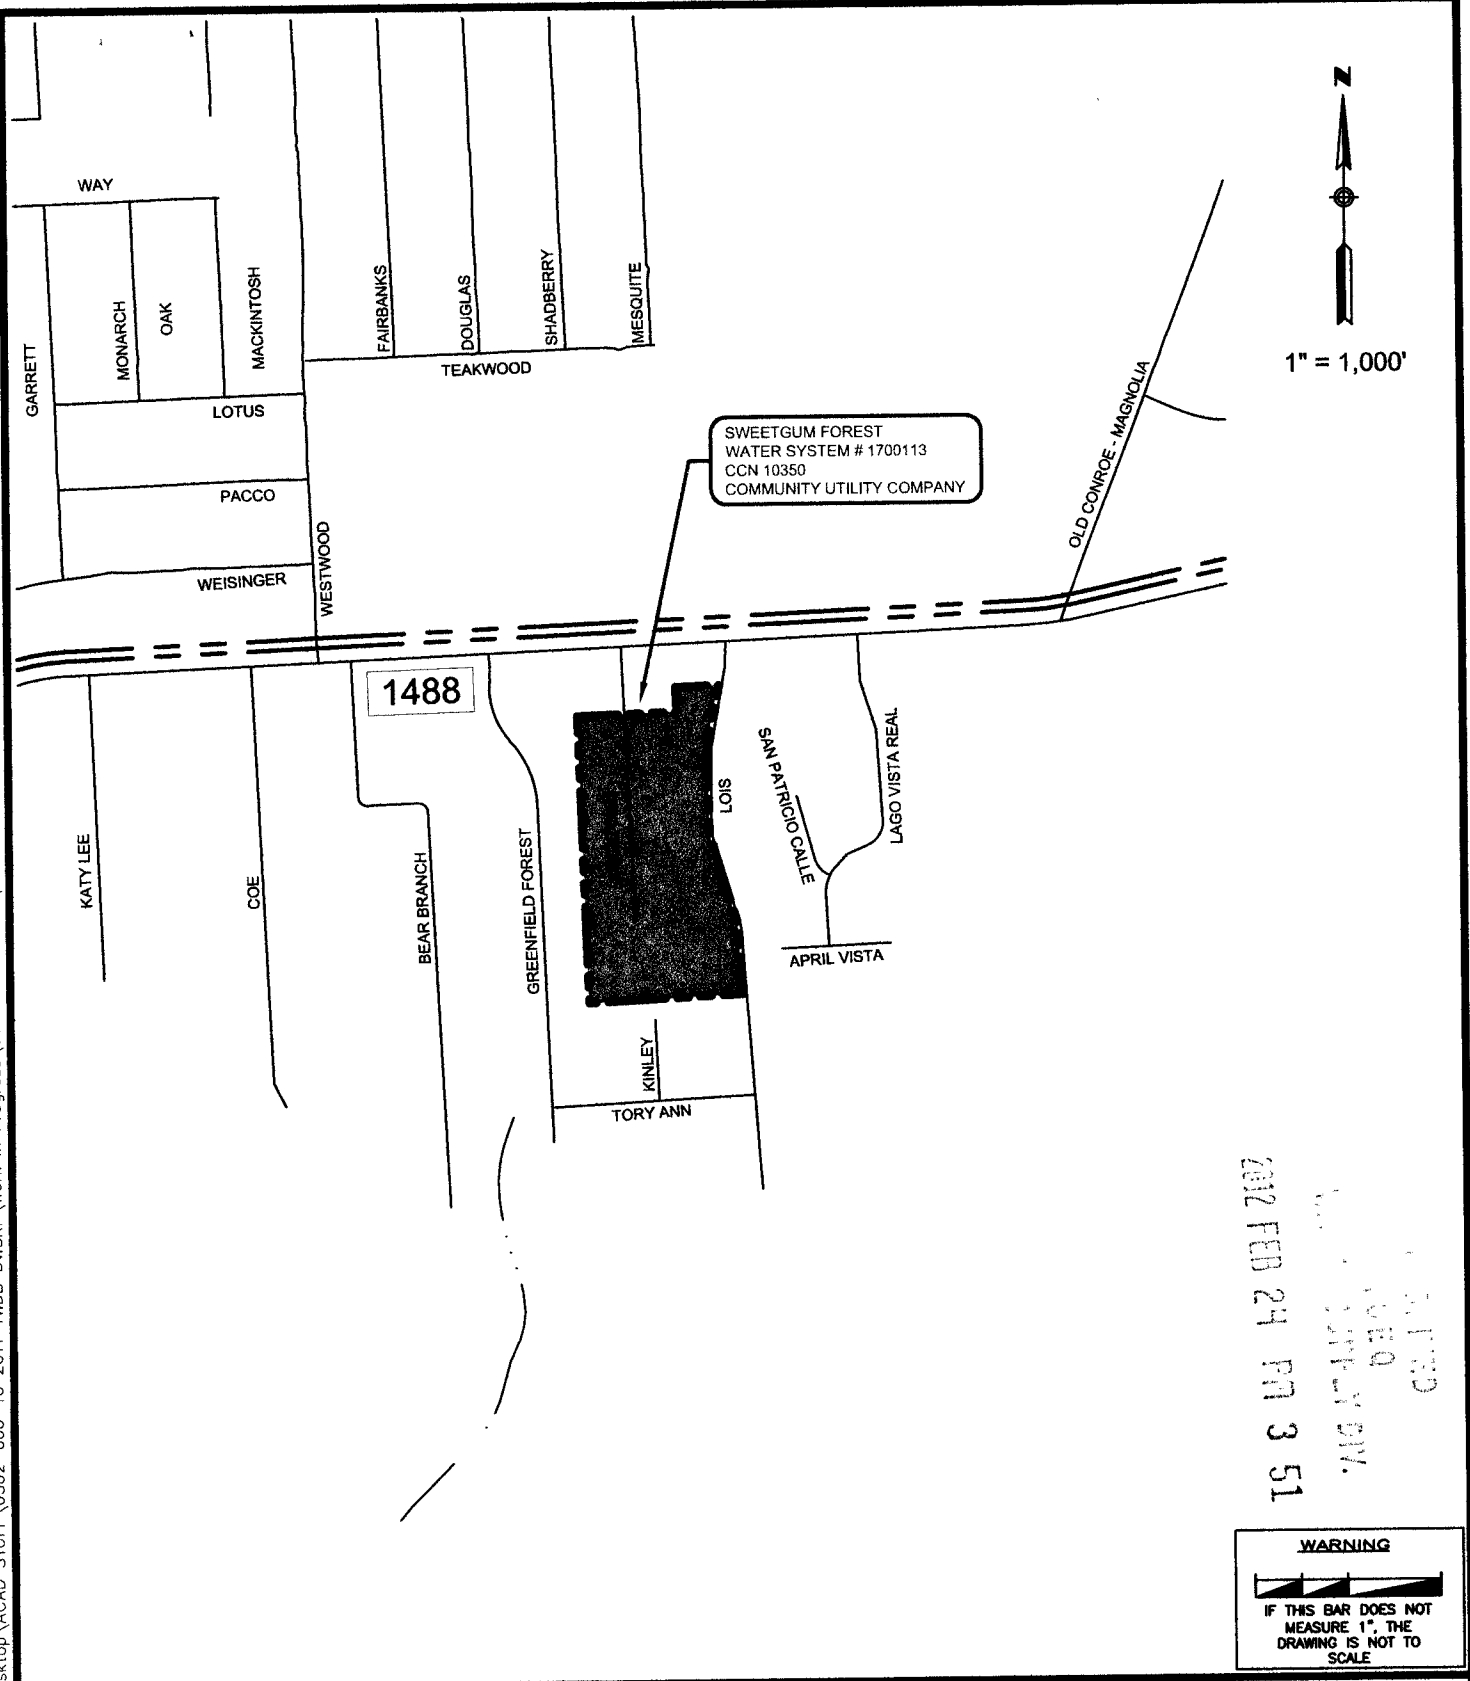 N
1" = 1,000'
WAY
GARRETT
MONARCH
OAK
MACKINTOSH
FAIRBANKS
DOUGLAS
SHADBERRY
MESQUITE
TEAKWOOD
LOTUS
PACCO
WEISINGER
WESTWOOD
SWEETGUM FOREST
WATER SYSTEM # 1700113
CCN 10350
COMMUNITY UTILITY COMPANY
OLD CONROE - MAGNOLIA
1488
KATY LEE
COE
BEAR BRANCH
GREENFIELD FOREST
LOIS
SAN PATRICIO CALLE
LAGO VISTA REAL
APRIL VISTA
KINLEY
TORY ANN
2012 FEB 24 PM 3 51
DIV.
WARNING
IF THIS BAR DOES NOT
MEASURE 1", THE
DRAWING IS NOT TO
SCALE